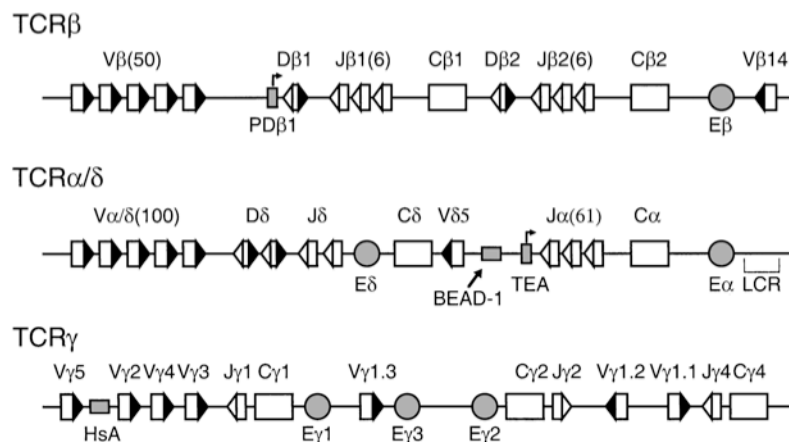 TCRβ
Vβ(50) Dβ1 Jβ1(6) Cβ1 Dβ2 Jβ2(6) Cβ2 Vβ14
PDβ1 Eβ
TCRα/δ
Vα/δ(100) Dδ Jδ Cδ Vδ5 Jα(61) Cα
Eδ BEAD-1 TEA Eα LCR
TCRγ
Vγ5 Vγ2 Vγ4 Vγ3 Jγ1 Cγ1 Vγ1.3 Cγ2 Jγ2 Vγ1.2 Vγ1.1 Jγ4 Cγ4
HsA Eγ1 Eγ3 Eγ2